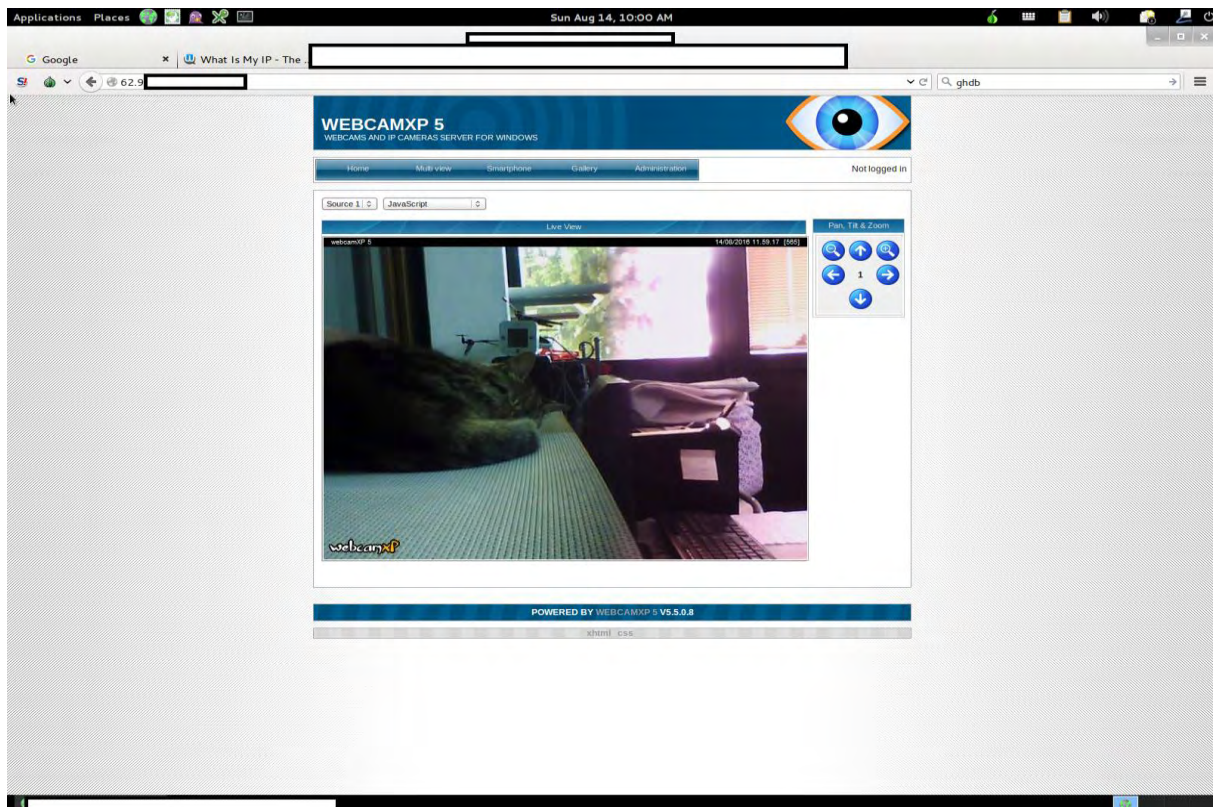 Applications Places Sun Aug 14, 10:00 AM
Google What Is My IP - The ..
62.9 ghdb
WEBCAMXP 5
WEBCAMS AND IP CAMERAS SERVER FOR WINDOWS
Home Multi view Smartphone Gallery Administration Not logged in
Source 1 JavaScript
Live View Pan, Tilt & Zoom
webcamXP 5 14/08/2016 11.59.17 [565]
1
webcamXP
POWERED BY WEBCAMXP 5 V5.5.0.8
xhtml css